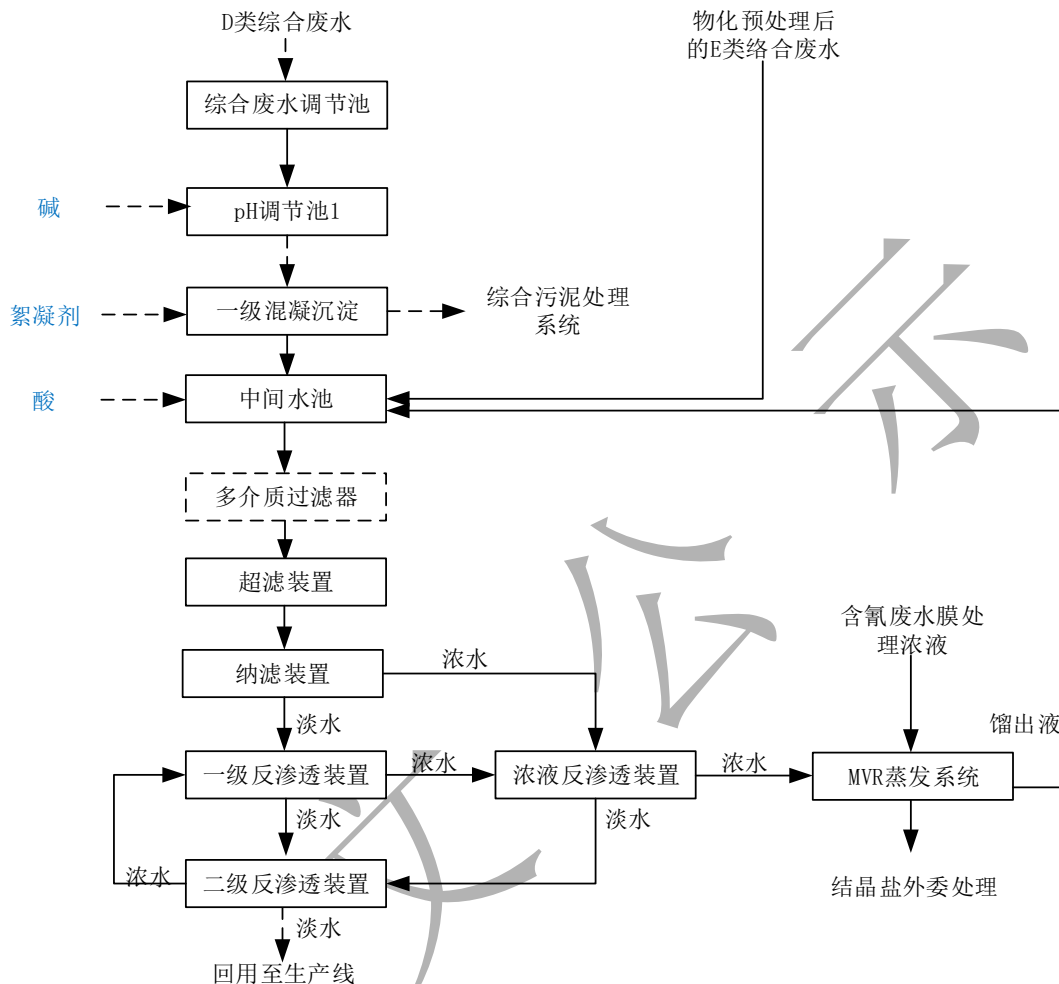 D类综合废水
物化预处理后
的E类络合废水
综合废水调节池
碱
pH调节池1
絮凝剂
一级混凝沉淀
综合污泥处理
系统
酸
中间水池
多介质过滤器
超滤装置
含氰废水膜处
理浓液
纳滤装置
浓水
淡水
馏出液
一级反渗透装置
浓水
浓液反渗透装置
浓水
MVR蒸发系统
淡水
淡水
浓水
二级反渗透装置
结晶盐外委处理
淡水
回用至生产线
示
公
文